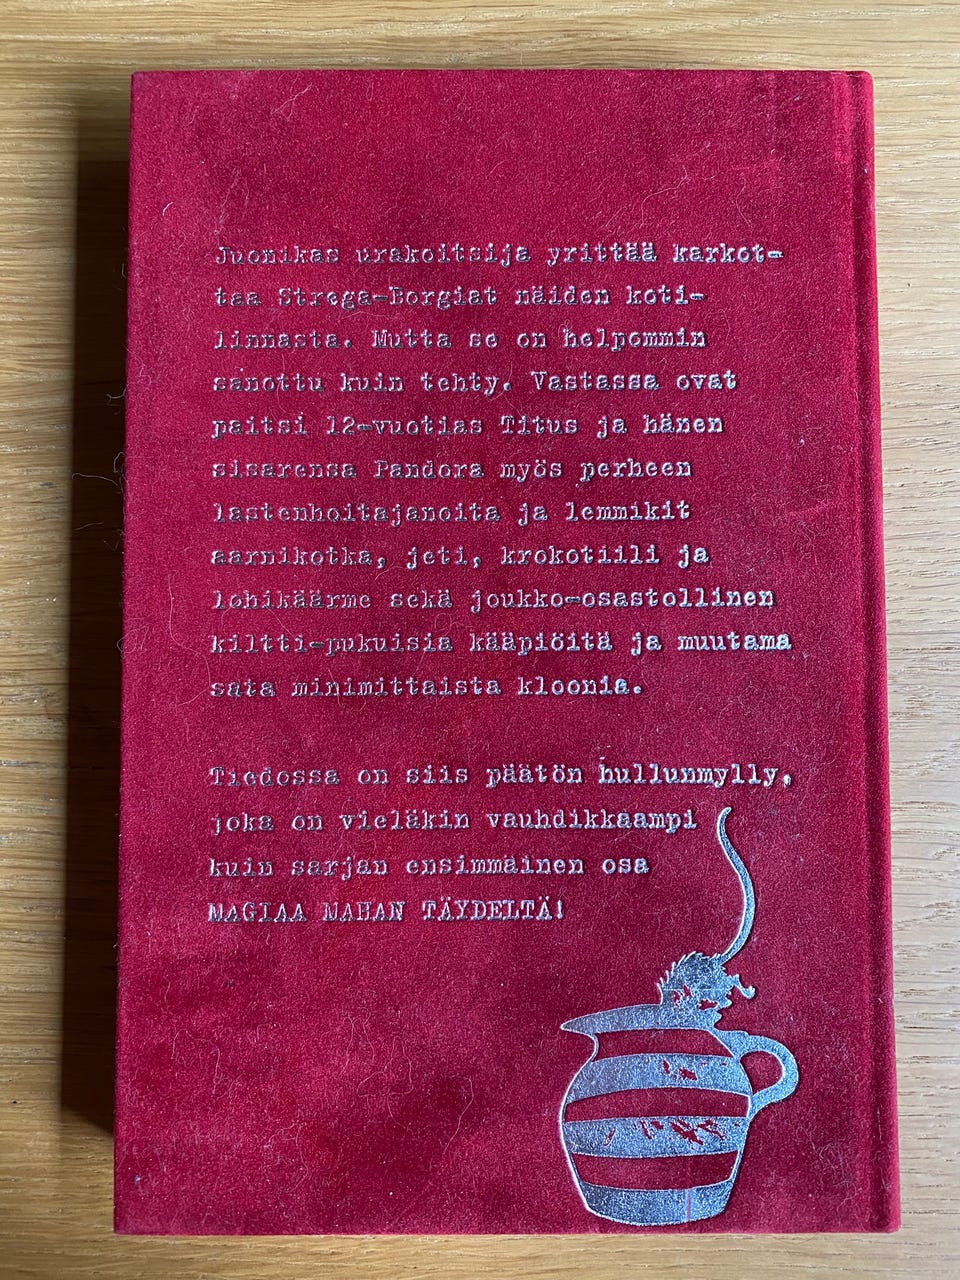 Juonikas urakoitsija yrittää karkot-
taa Strega-Borgiat näiden koti-
linnasta. Mutta se on helpommin
sanottu kuin tehty. Vastassa ovat
paitsi 12-vuotias Titus ja hänen
sisarensa Pandora myös perheen
lastenhoitajanoita ja lemmikit
aarnikotka, jeti, krokotiili ja
lohikäärme sekä joukko-osastollinen
kiltti-pukuisia kääpiöitä ja muutama
sata minimittaista kloonia.
Tiedossa on siis päätön hullunmylly,
joka on vieläkin vauhdikkaampi
kuin sarjan ensimmäinen osa
MAGIAA MAHAN TÄYDELTÄ!